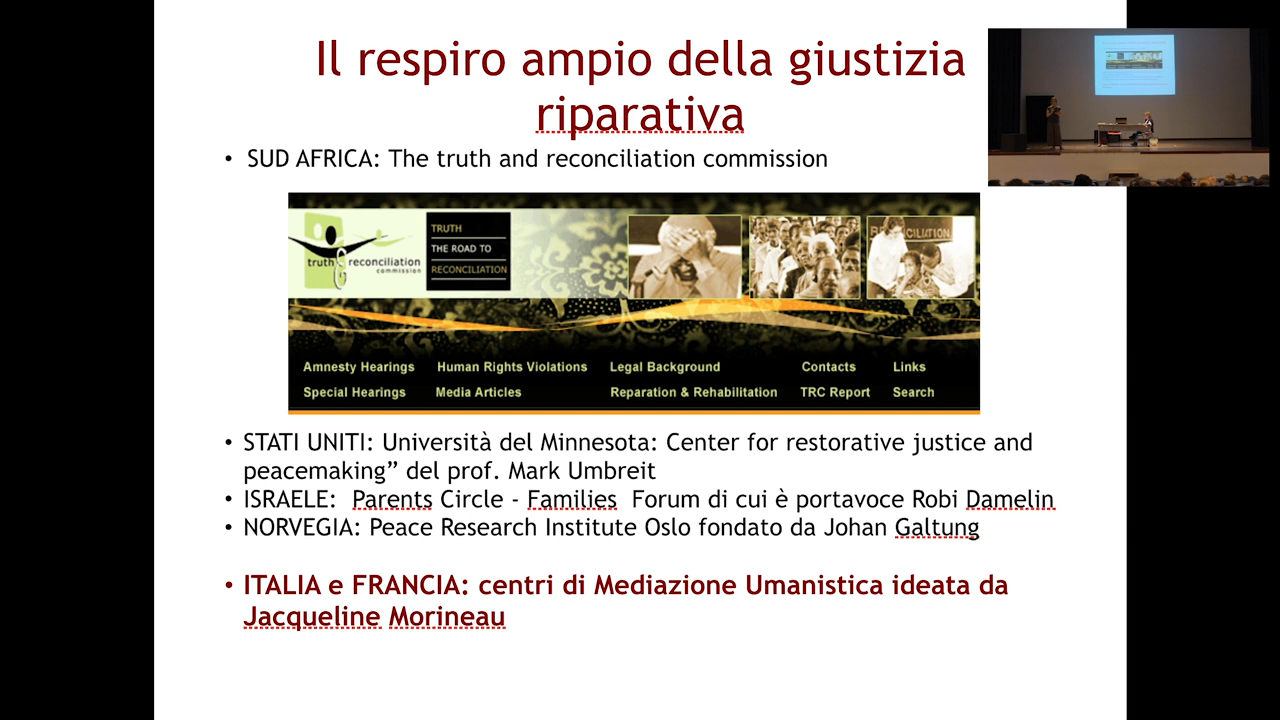 Il respiro ampio della giustizia
riparativa
• SUD AFRICA: The truth and reconciliation commission
truth & reconciliation
commission
TRUTH
THE ROAD TO
RECONCILIATION
RECONCILIATION
Amnesty Hearings Human Rights Violations Legal Background Contacts Links
Special Hearings Media Articles Reparation & Rehabilitation TRC Report Search
• STATI UNITI: Università del Minnesota: Center for restorative justice and
peacemaking” del prof. Mark Umbreit
• ISRAELE: Parents Circle - Families Forum di cui è portavoce Robi Damelin
• NORVEGIA: Peace Research Institute Oslo fondato da Johan Galtung
• ITALIA e FRANCIA: centri di Mediazione Umanistica ideata da
Jacqueline Morineau